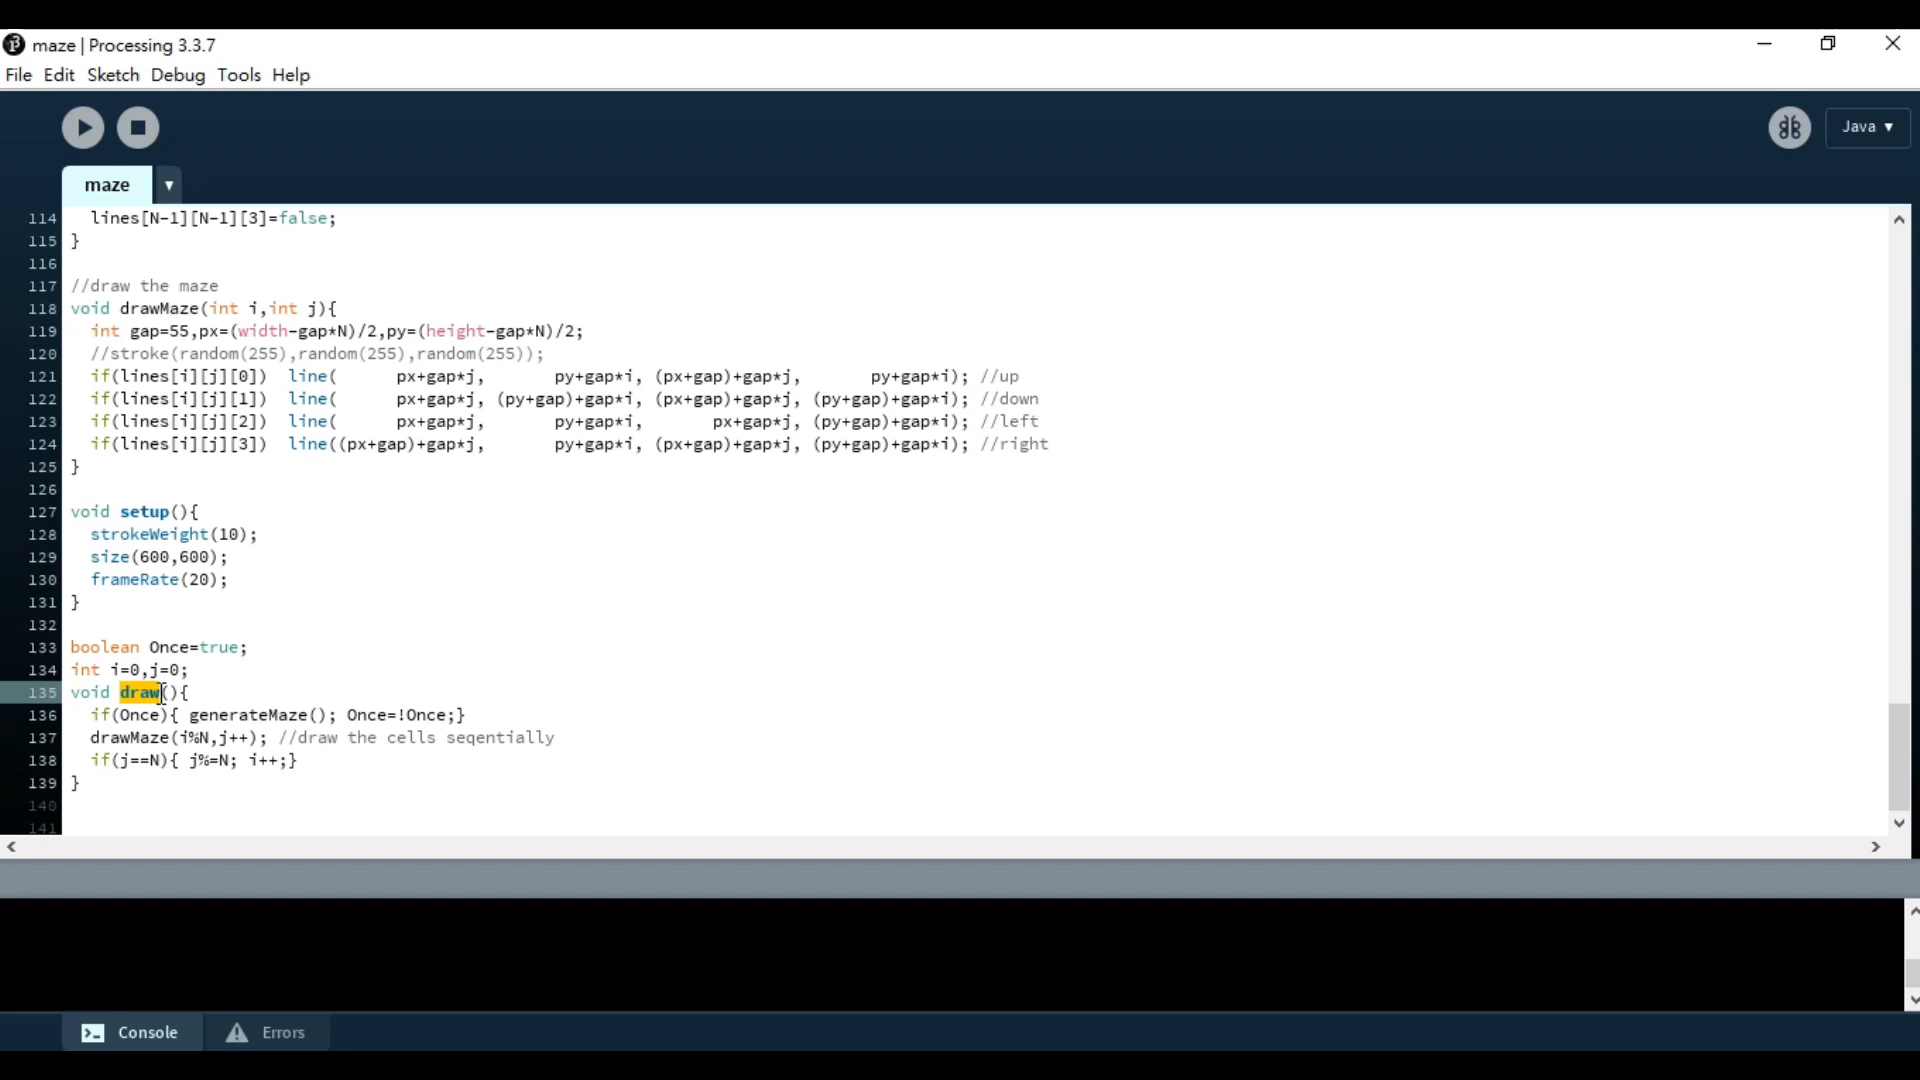 maze | Processing 3.3.7
File Edit Sketch Debug Tools Help
Java ▼
maze ▼
114 lines[N-1][N-1][3]=false;
115 }
116
117 //draw the maze
118 void drawMaze(int i,int j){
119 int gap=55,px=(width-gap*N)/2,py=(height-gap*N)/2;
120 //stroke(random(255),random(255),random(255));
121 if(lines[i][j][0]) line( px+gap*j, py+gap*i, (px+gap)+gap*j, py+gap*i); //up
122 if(lines[i][j][1]) line( px+gap*j, (py+gap)+gap*i, (px+gap)+gap*j, (py+gap)+gap*i); //down
123 if(lines[i][j][2]) line( px+gap*j, py+gap*i, px+gap*j, (py+gap)+gap*i); //left
124 if(lines[i][j][3]) line((px+gap)+gap*j, py+gap*i, (px+gap)+gap*j, (py+gap)+gap*i); //right
125 }
126
127 void setup(){
128 strokeWeight(10);
129 size(600,600);
130 frameRate(20);
131 }
132
133 boolean Once=true;
134 int i=0,j=0;
135 void draw(){
136 if(Once){ generateMaze(); Once=!Once;}
137 drawMaze(i%N,j++); //draw the cells seqentially
138 if(j==N){ j%=N; i++;}
139 }
140
141
Console Errors